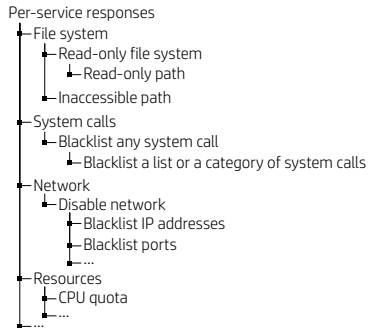 Per-service responses
File system
Read-only file system
Read-only path
Inaccessible path
System calls
Blacklist any system call
Blacklist a list or a category of system calls
Network
Disable network
Blacklist IP addresses
Blacklist ports
...
Resources
CPU quota
...
...